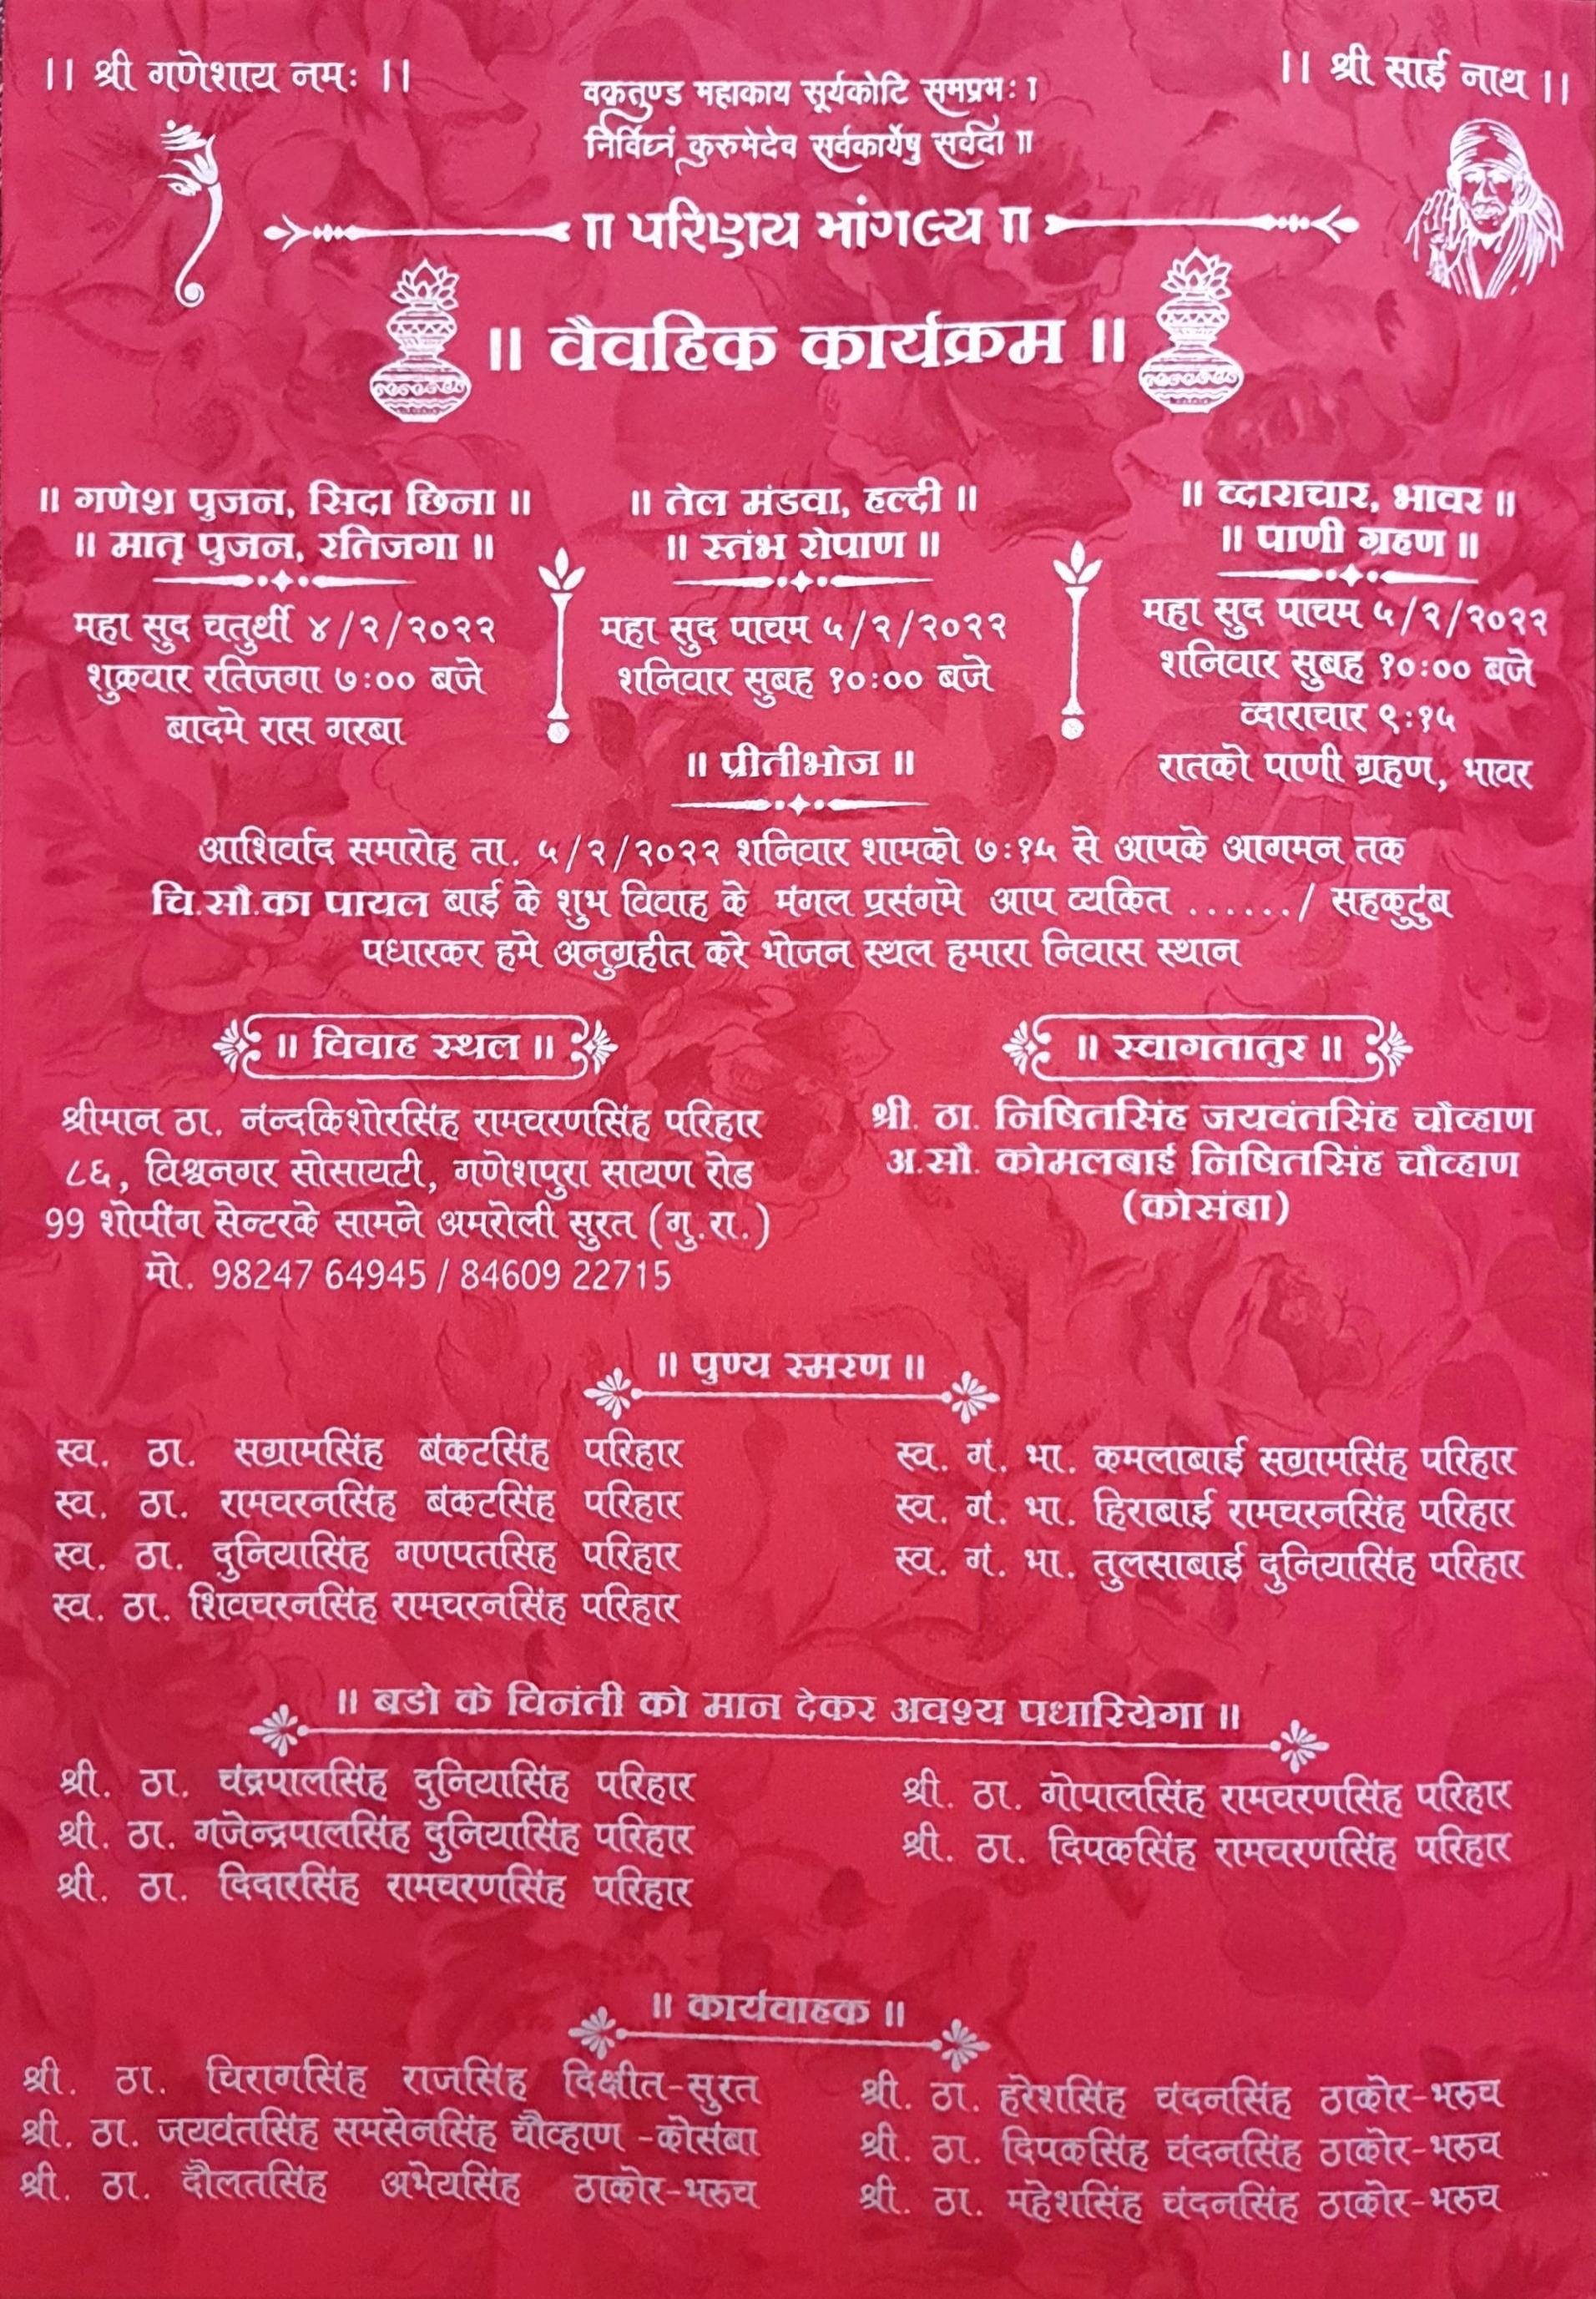 || श्री गणेशाय नमः ||
|| श्री साई नाथ ||
वक्रतुण्ड महाकाय सूर्यकोटि समप्रभः ।
निर्विघ्नं कुरुमेदेव सर्वकार्येषु सर्वदा ॥
॥ परिणय मांगल्य ॥
॥ वैवहिक कार्यक्रम ॥
॥ गणेश पुजन, सिदा छिना ॥
॥ मातृ पुजन, रतिजगा ॥
महा सुद चतुर्थी ४/२/२०२२
शुक्रवार रतिजगा ७:०० बजे
बादमे रास गरबा
॥ तेल मंडवा, हल्दी ॥
॥ स्तंभ रोपाण ॥
महा सुद पाचम ५/२/२०२२
शनिवार सुबह १०:०० बजे
॥ व्दाराचार, भावर ॥
॥ पाणी ग्रहण ॥
महा सुद पाचम ५/२/२०२२
शनिवार सुबह १०:०० बजे
व्दाराचार ९:१५
रातको पाणी ग्रहण, भावर
॥ प्रीतीभोज ॥
आशिर्वाद समारोह ता. ५/२/२०२२ शनिवार शामको ७:१५ से आपके आगमन तक
चि.सौ.का पायल बाई के शुभ विवाह के मंगल प्रसंगमे आप व्यकित ....../ सहकुटुंब
पधारकर हमे अनुग्रहीत करे भोजन स्थल हमारा निवास स्थान
॥ विवाह स्थल ॥
श्रीमान ठा. नंन्दकिशोरसिंह रामचरणसिंह परिहार
८६, विश्वनगर सोसायटी, गणेशपुरा सायण रोड
99 शोपींग सेन्टरके सामने अमरोली सुरत (गु.रा.)
मो. 98247 64945 / 84609 22715
॥ स्वागतातुर ॥
श्री. ठा. निषितसिंह जयवंतसिंह चौव्हाण
अ.सौ. कोमलबाई निषितसिंह चौव्हाण
(कोसंबा)
॥ पुण्य स्मरण ॥
स्व. ठा. सग्रामसिंह बंकटसिंह परिहार
स्व. ठा. रामचरनसिंह बंकटसिंह परिहार
स्व. ठा. दुनियासिंह गणपतसिंह परिहार
स्व. ठा. शिवचरनसिंह रामचरनसिंह परिहार
स्व. गं. भा. कमलाबाई सग्रामसिंह परिहार
स्व. गं. भा. हिराबाई रामचरनसिंह परिहार
स्व. गं. भा. तुलसाबाई दुनियासिंह परिहार
॥ बडो के विनंती को मान देकर अवश्य पधारियेगा ॥
श्री. ठा. चंद्रपालसिंह दुनियासिंह परिहार
श्री. ठा. गजेन्द्रपालसिंह दुनियासिंह परिहार
श्री. ठा. दिदारसिंह रामचरणसिंह परिहार
श्री. ठा. गोपालसिंह रामचरणसिंह परिहार
श्री. ठा. दिपकसिंह रामचरणसिंह परिहार
॥ कार्यवाहक ॥
श्री. ठा. चिरागसिंह राजसिंह दिक्षीत-सुरत
श्री. ठा. जयवंतसिंह समसेनसिंह चौव्हाण -कोसंबा
श्री. ठा. दौलतसिंह अभेयसिंह ठाकोर-भरुच
श्री. ठा. हरेशसिंह चंदनसिंह ठाकोर-भरुच
श्री. ठा. दिपकसिंह चंदनसिंह ठाकोर-भरुच
श्री. ठा. महेशसिंह चंदनसिंह ठाकोर-भरुच